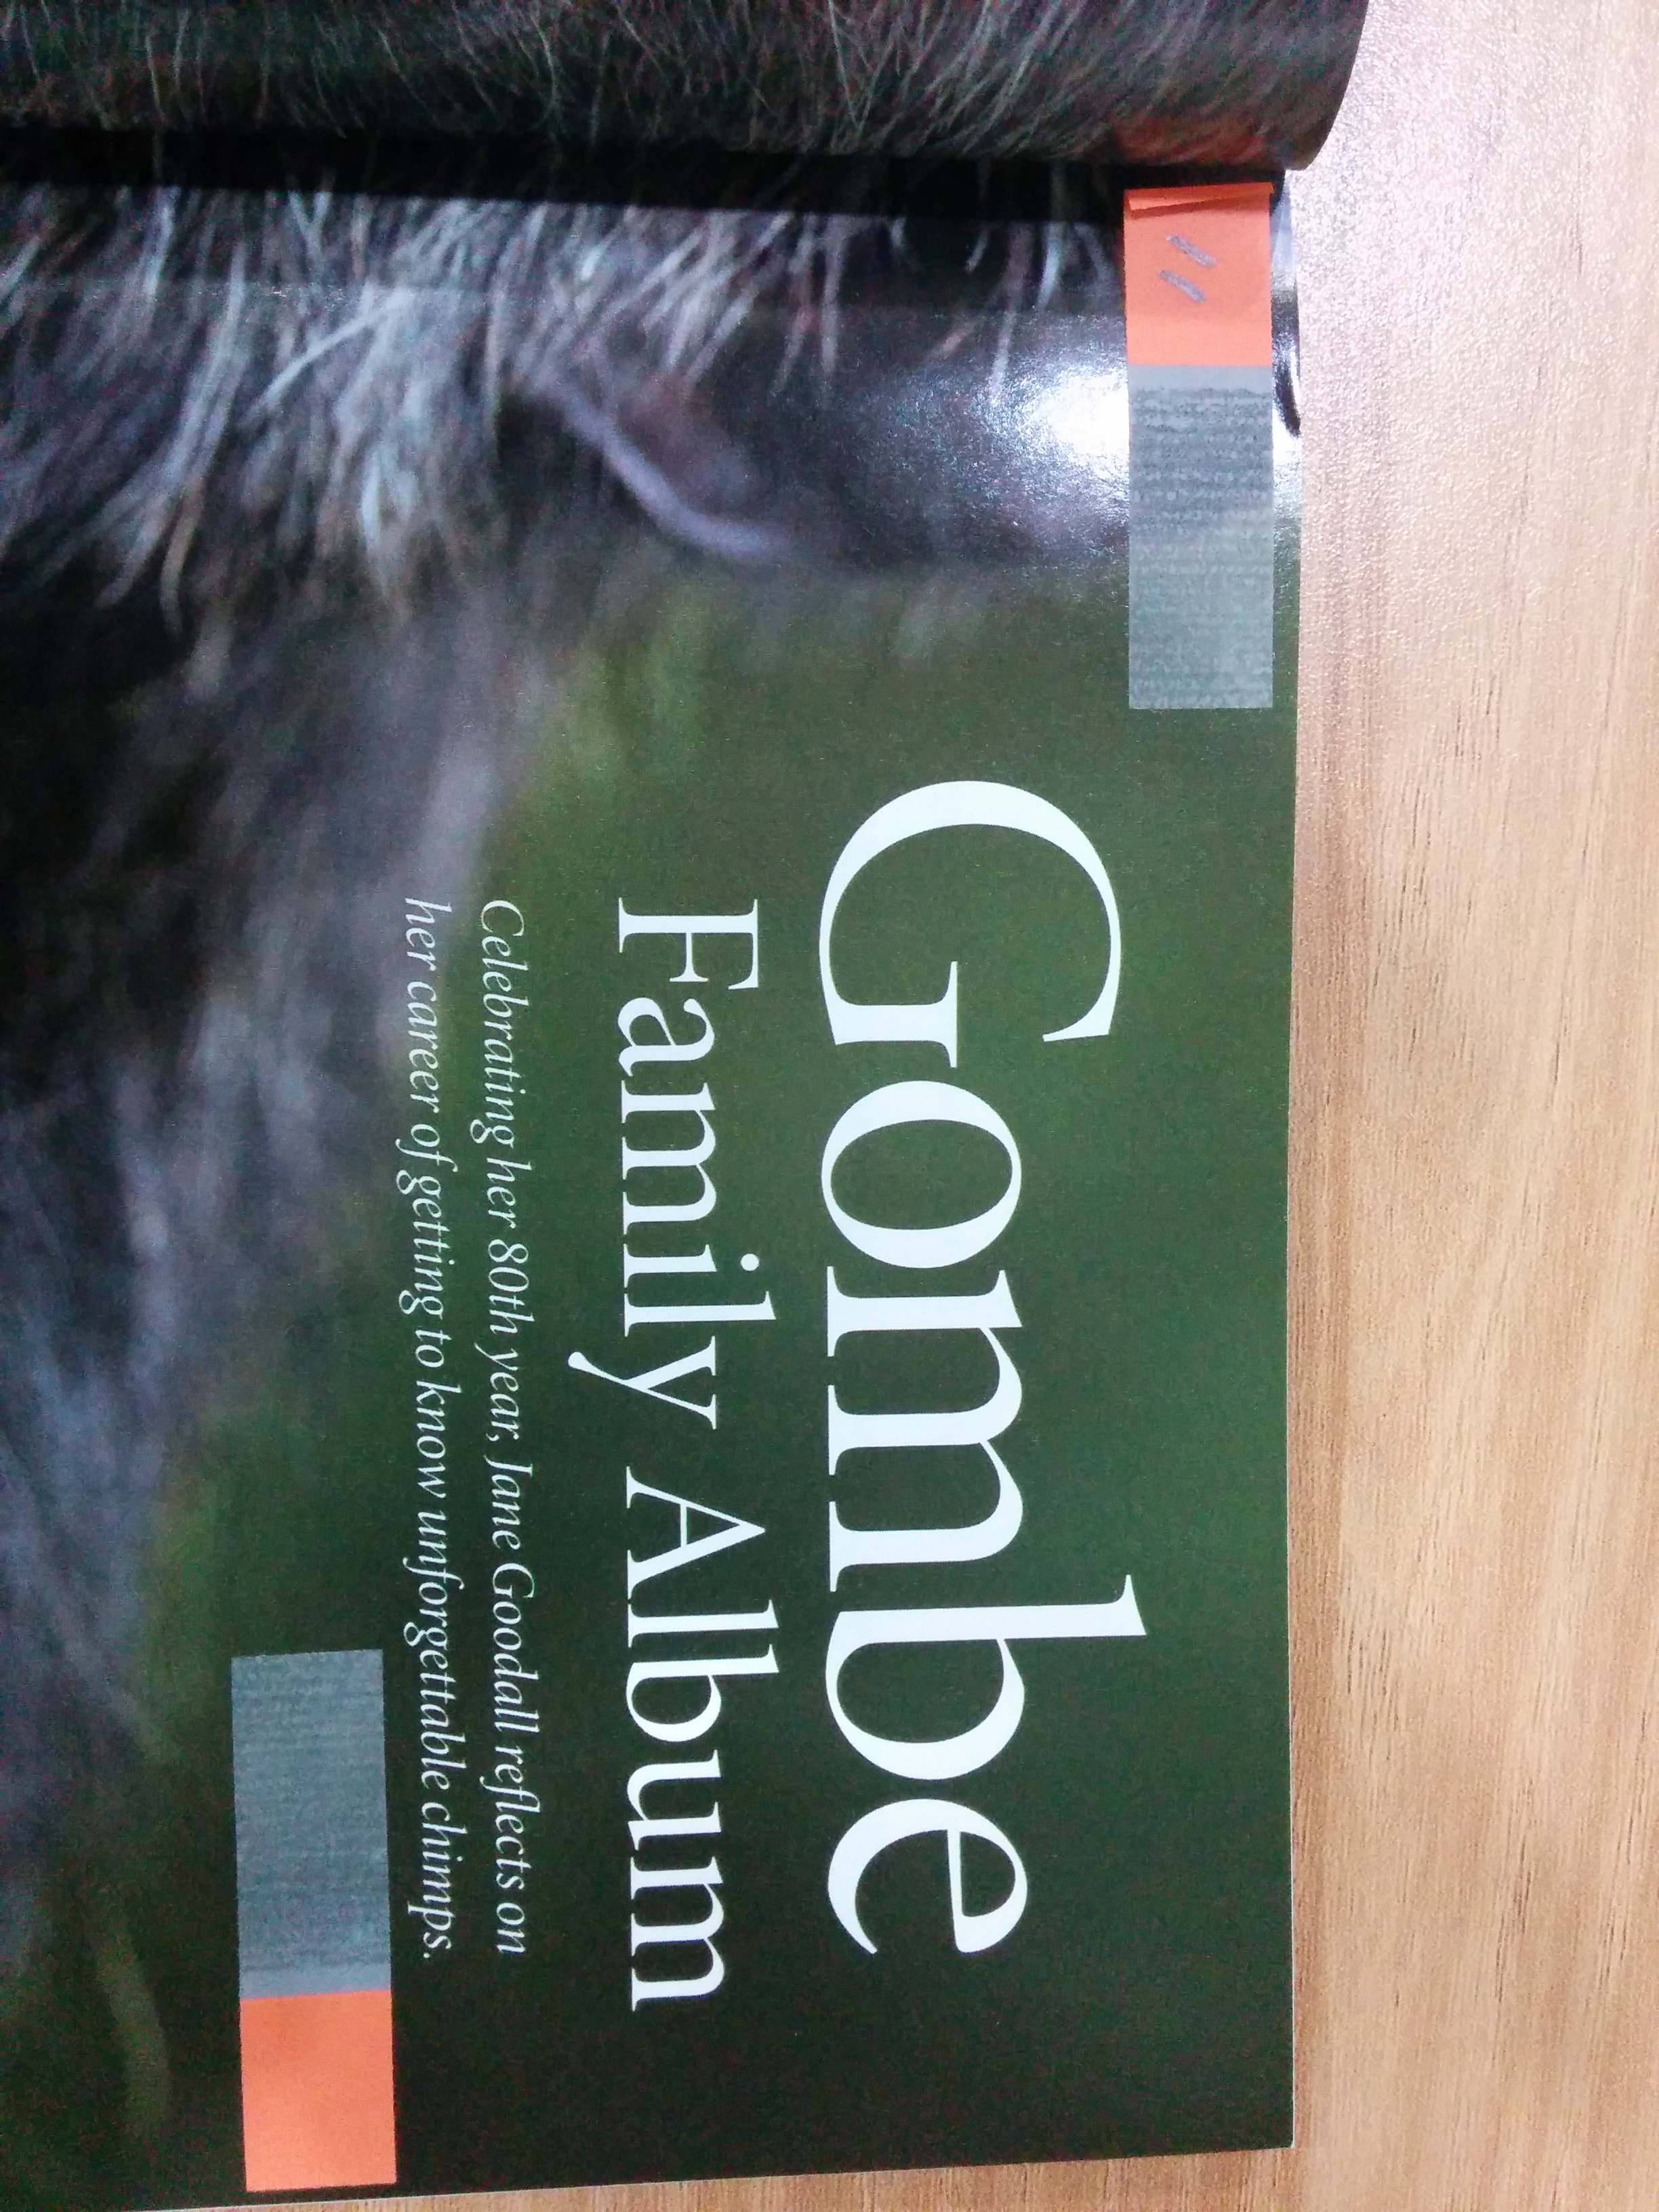 11
Gombe
Family Album
Celebrating her 80th year, Jane Goodall reflects on
her career of getting to know unforgettable chimps.